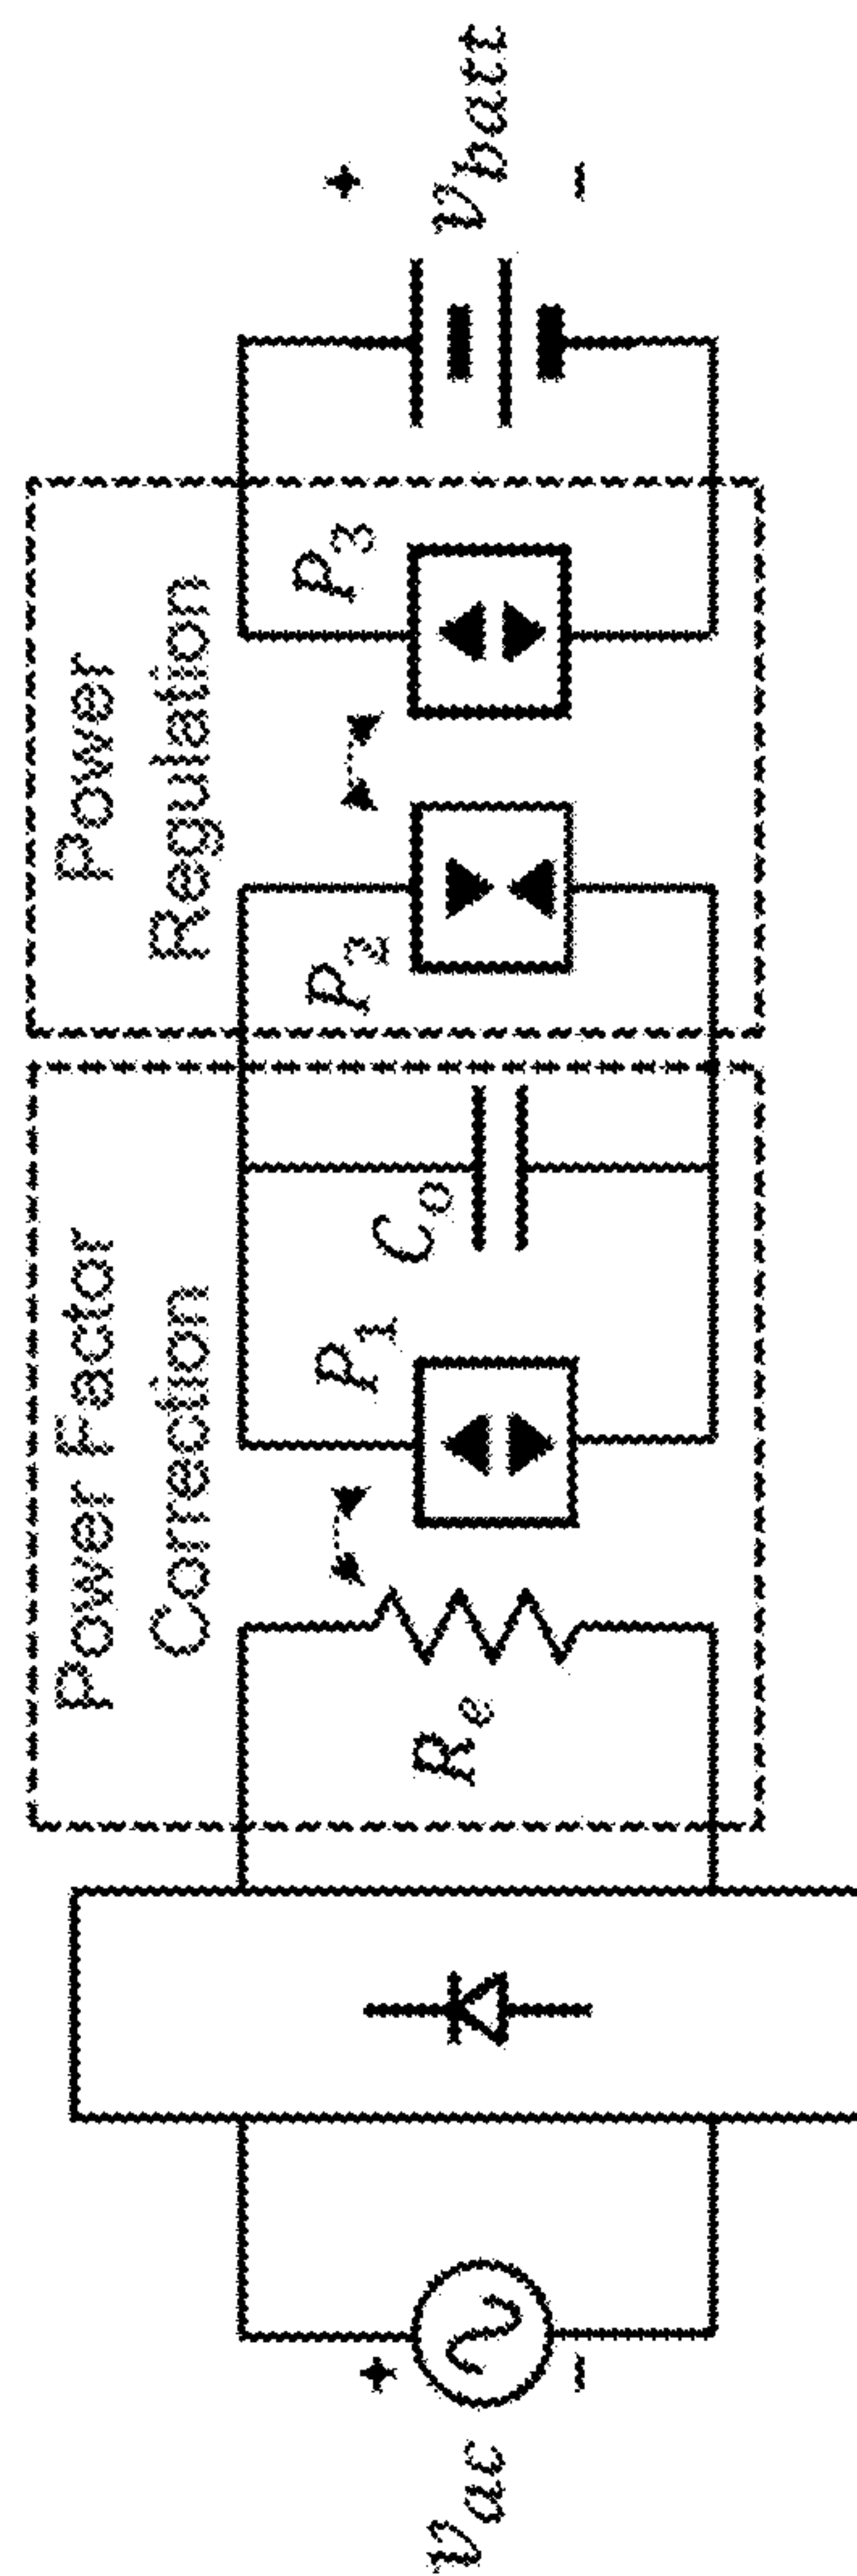 Power Factor
Correction
Power
Regulation
v_ac
+
−
R_e
P_1
C_o
P_2
P_3
+
v_batt
−